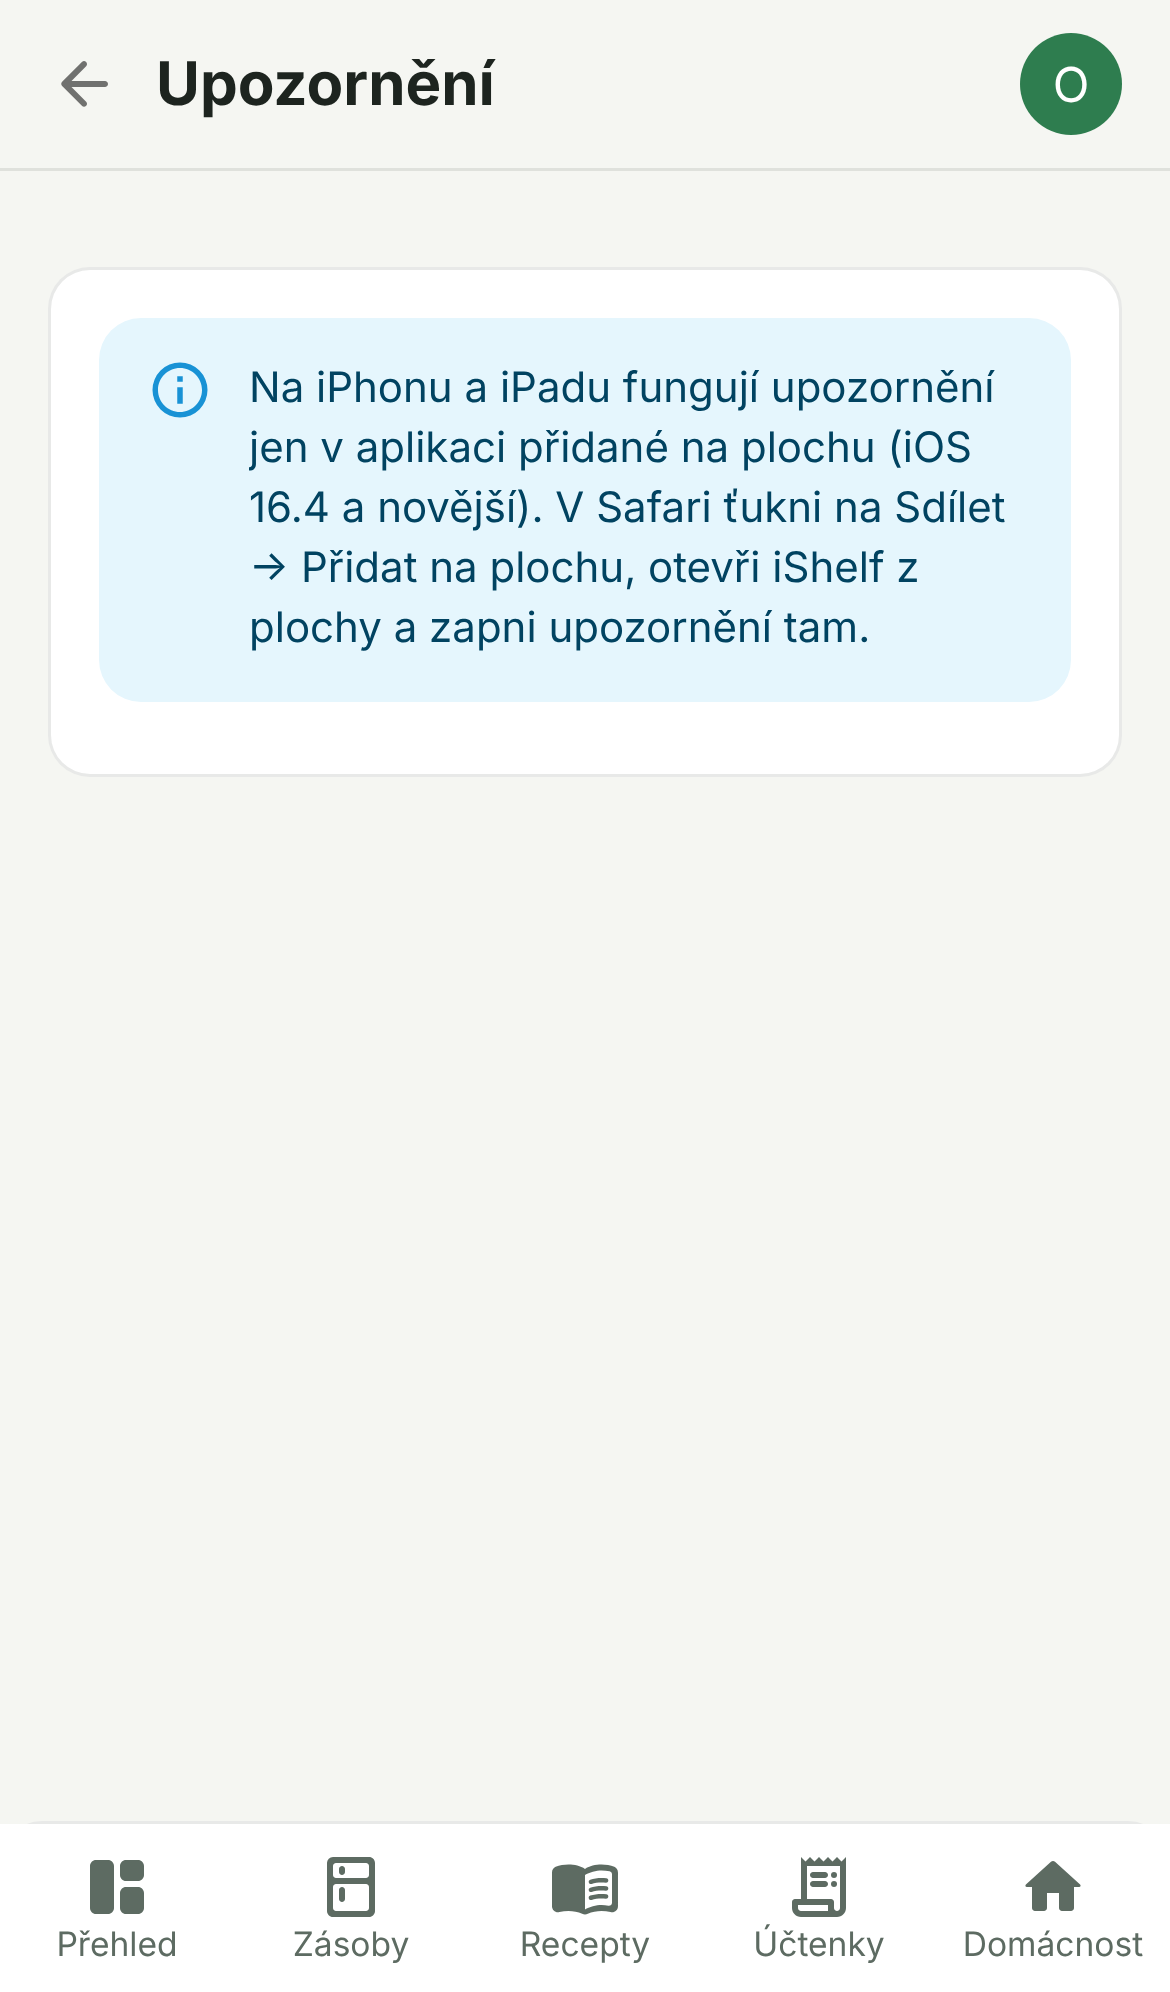 Upozornění
O
Na iPhonu a iPadu fungují upozornění
jen v aplikaci přidané na plochu (iOS
16.4 a novější). V Safari ťukni na Sdílet
→ Přidat na plochu, otevři iShelf z
plochy a zapni upozornění tam.
Přehled
Zásoby
Recepty
Účtenky
Domácnost